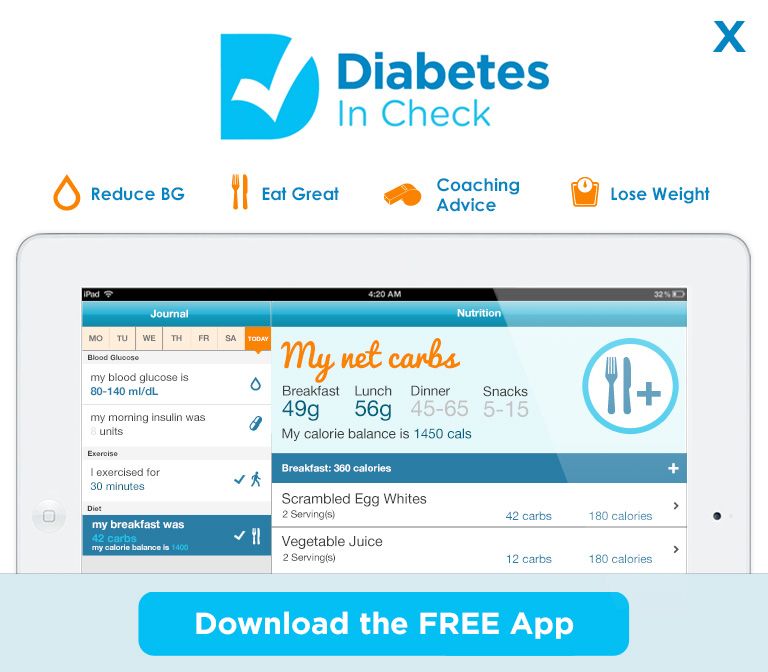 X
Diabetes
In Check
Reduce BG
Eat Great
Coaching
Advice
Lose Weight
iPad
4:20 AM
32%
Journal
Nutrition
MO TU WE TH FR SA TODAY
Blood Glucose
my blood glucose is
80-140 ml/dL
my morning insulin was
8 units
Exercise
I exercised for
30 minutes
Diet
my breakfast was
42 carbs
my calorie balance is 1400
My net carbs
Breakfast Lunch Dinner Snacks
49g 56g 45-65 5-15
My calorie balance is 1450 cals
Breakfast: 360 calories +
Scrambled Egg Whites
2 Serving(s) 42 carbs 180 calories
Vegetable Juice
2 Serving(s) 12 carbs 180 calories
Download the FREE App